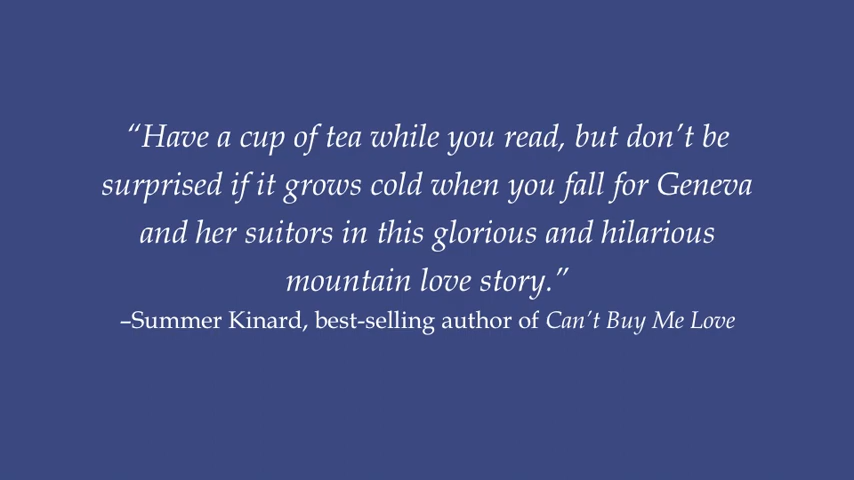 “Have a cup of tea while you read, but don’t be
surprised if it grows cold when you fall for Geneva
and her suitors in this glorious and hilarious
mountain love story.”
–Summer Kinard, best-selling author of Can’t Buy Me Love